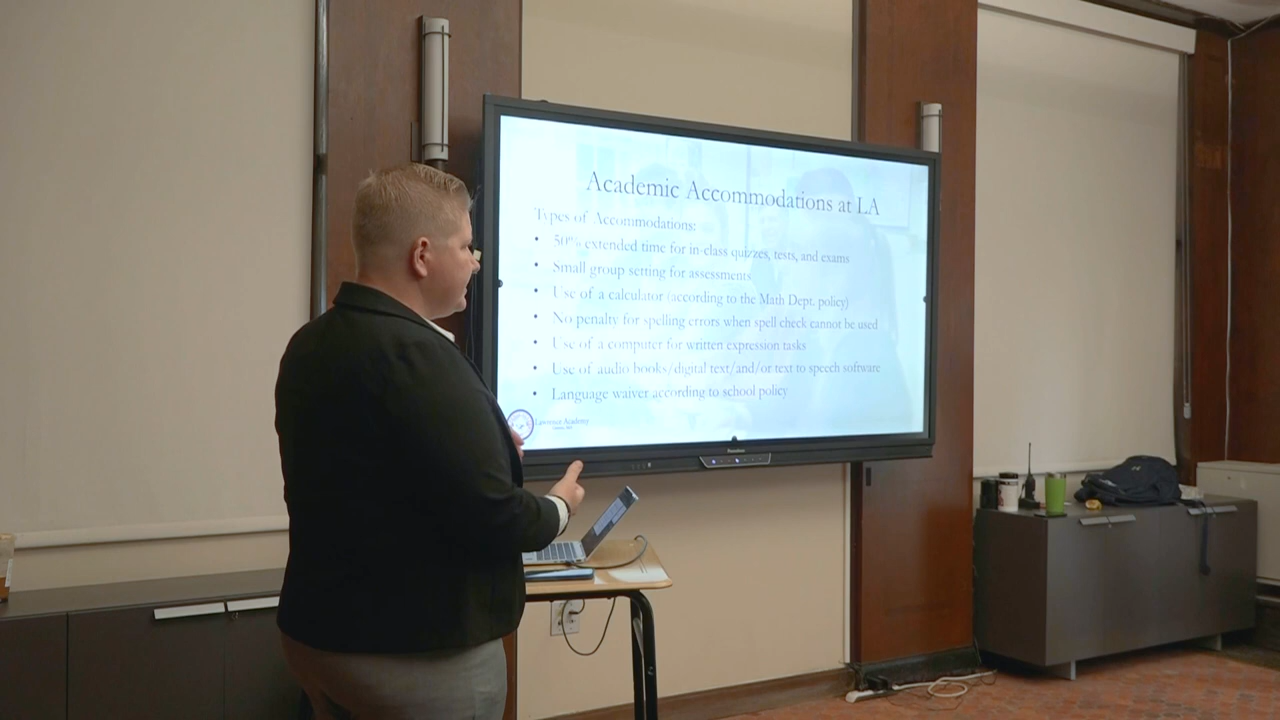 Academic Accommodations at LA
Types of Accommodations:
• 50% extended time for in-class quizzes, tests, and exams
• Small group setting for assessments
• Use of a calculator (according to the Math Dept. policy)
• No penalty for spelling errors when spell check cannot be used
• Use of a computer for written expression tasks
• Use of audio books/digital text/and/or text to speech software
• Language waiver according to school policy
Lawrence Academy